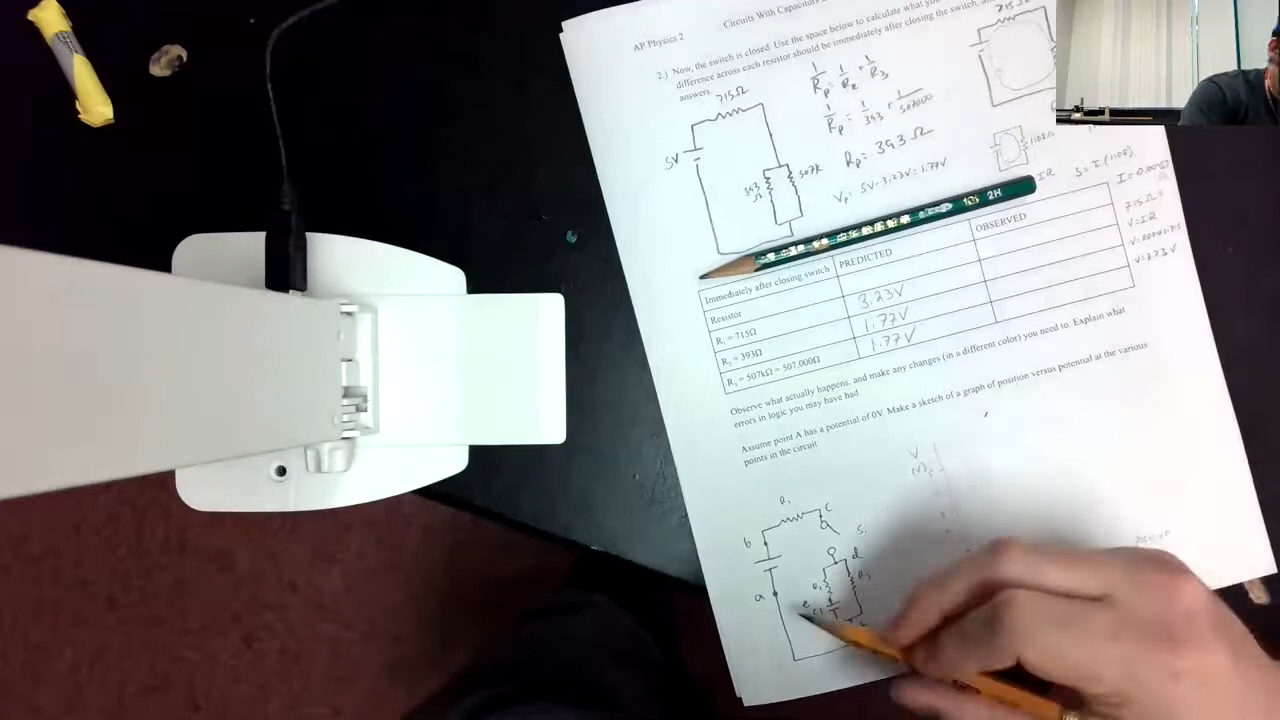 AP Physics 2
Circuits With Capacitors
2.) Now, the switch is closed. Use the space below to calculate what you
difference across each resistor should be immediately after closing the switch,
answers.
715Ω
5V
393
Ω
507k
1/Rp = 1/R2 + 1/R3
1/Rp = 1/393 + 1/507000
Rp = 393 Ω
Vp = 5V - 3.23V = 1.77V
715Ω
IR
5 = I (1108)
715Ω
V = IR
Immediately after closing switch
PREDICTED
OBSERVED
Resistor
R₁ = 715Ω
3.23V
R₂ = 393Ω
1.77V
R₃ = 507kΩ = 507,000Ω
1.77V
Observe what actually happens, and make any changes (in a different color) you need to. Explain what
errors in logic you may have had
Assume point A has a potential of 0V. Make a sketch of a graph of position versus potential at the various
points in the circuit
V
(V)
R₁
c
b
S
d
a
e
2H